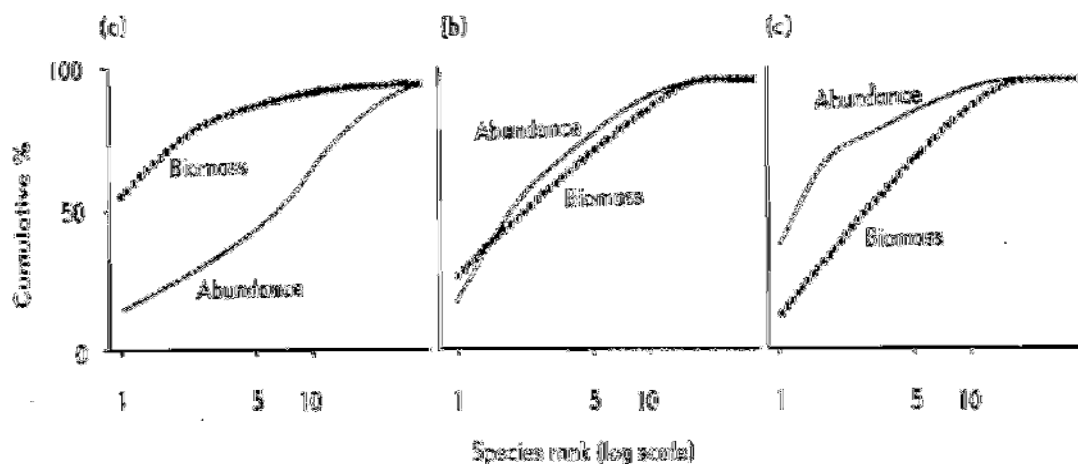 (a) (b) (c)
100
Abundance Abundance
Biomass
50 Biomass
Biomass
Abundance
0
1 5 10 1 5 10 1 5 10
Cumulative %
Species rank (log scale)